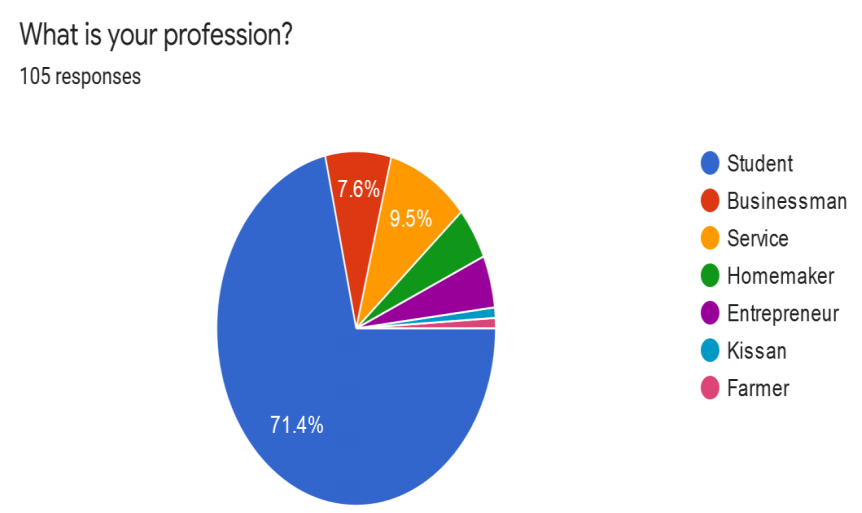 What is your profession?
105 responses
7.6%
9.5%
71.4%
Student
Businessman
Service
Homemaker
Entrepreneur
Kissan
Farmer